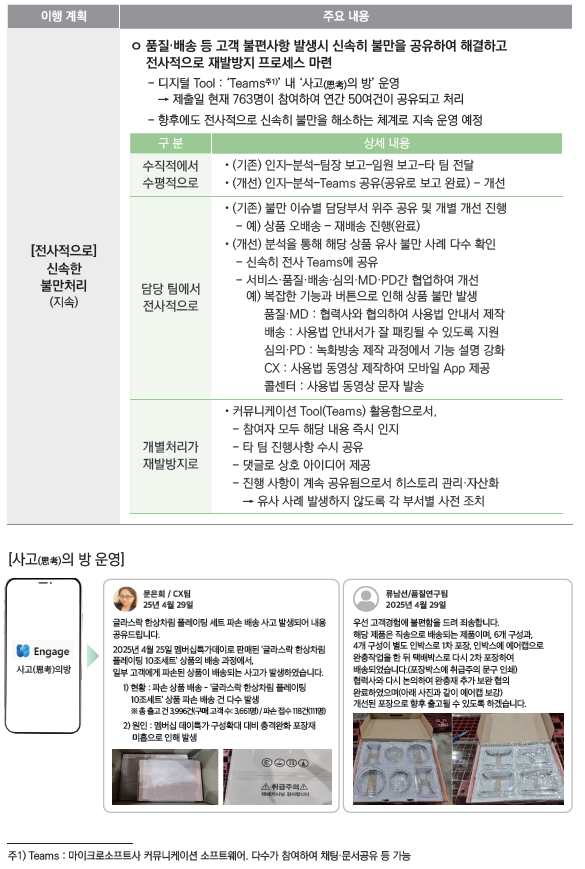 이행 계획
주요 내용
[전사적으로]
신속한
불만처리
(지속)
ㅇ 품질·배송 등 고객 불편사항 발생시 신속히 불만을 공유하여 해결하고
전사적으로 재발방지 프로세스 마련
– 디지털 Tool : ‘Teams주1)’ 내 ‘사고(思考)의 방’ 운영
→ 제출일 현재 763명이 참여하여 연간 50여건이 공유되고 처리
– 향후에도 전사적으로 신속히 불만을 해소하는 체계로 지속 운영 예정
구 분
상세 내용
수직적에서
수평적으로
• (기존) 인지–분석–팀장 보고–임원 보고–타 팀 전달
• (개선) 인지–분석–Teams 공유(공유로 보고 완료) – 개선
담당 팀에서
전사적으로
• (기존) 불만 이슈별 담당부서 위주 공유 및 개별 개선 진행
– 예) 상품 오배송 – 재배송 진행(완료)
• (개선) 분석을 통해 해당 상품 유사 불만 사례 다수 확인
– 신속히 전사 Teams에 공유
– 서비스·품질·배송·심의·MD·PD간 협업하여 개선
예) 복잡한 기능과 버튼으로 인해 상품 불만 발생
품질·MD : 협력사와 협의하여 사용법 안내서 제작
배송 : 사용법 안내서가 잘 패킹될 수 있도록 지원
심의·PD : 녹화방송 제작 과정에서 기능 설명 강화
CX : 사용법 동영상 제작하여 모바일 App 제공
콜센터 : 사용법 동영상 문자 발송
개별처리가
재발방지로
• 커뮤니케이션 Tool(Teams) 활용함으로서,
– 참여자 모두 해당 내용 즉시 인지
– 타 팀 진행사항 수시 공유
– 댓글로 상호 아이디어 제공
– 진행 사항이 계속 공유됨으로서 히스토리 관리·자산화
→ 유사 사례 발생하지 않도록 각 부서별 사전 조치
[사고(思考)의 방 운영]
Engage
사고(思考)의방
문은희 / CX팀
25년 4월 29일
글라스락 한상차림 플레이팅 세트 파손 배송 사고 발생되어 내용
공유드립니다.
2025년 4월 25일 멤버십특가데이로 판매된 ‘글라스락 한상차림
플레이팅 10조세트’ 상품의 배송 과정에서,
일부 고객에게 파손된 상품이 배송되는 사고가 발생하였습니다.
1) 현황 : 파손 상품 배송 – ‘글라스락 한상차림 플레이팅
10조세트’ 상품 파손 배송 건 다수 발생
※ 총 출고 건 3,996건(구매 고객 수: 3,661명) / 파손 접수 118건(111명)
2) 원인 : 멤버십 데이특가 구성확대 대비 충격완화 포장재
미흡으로 인해 발생
취급주의
류남선/품질연구팀
2025년 4월 29일
우선 고객경험에 불편함을 드려 죄송합니다.
해당 제품은 직송으로 배송되는 제품이며, 6개 구성과,
4개 구성이 별도 인박스로 1차 포장, 인박스에 에어캡으로
완충작업을 한 뒤 택배박스로 다시 2차 포장하여
배송되었습니다.(포장박스에 취급주의 문구 인쇄)
협력사와 다시 논의하여 완충재 추가 보완 협의
완료하였으며(아래 사진과 같이 에어캡 보강)
개선된 포장으로 향후 출고될 수 있도록 하겠습니다.
주1) Teams : 마이크로소프트사 커뮤니케이션 소프트웨어. 다수가 참여하여 채팅·문서공유 등 가능